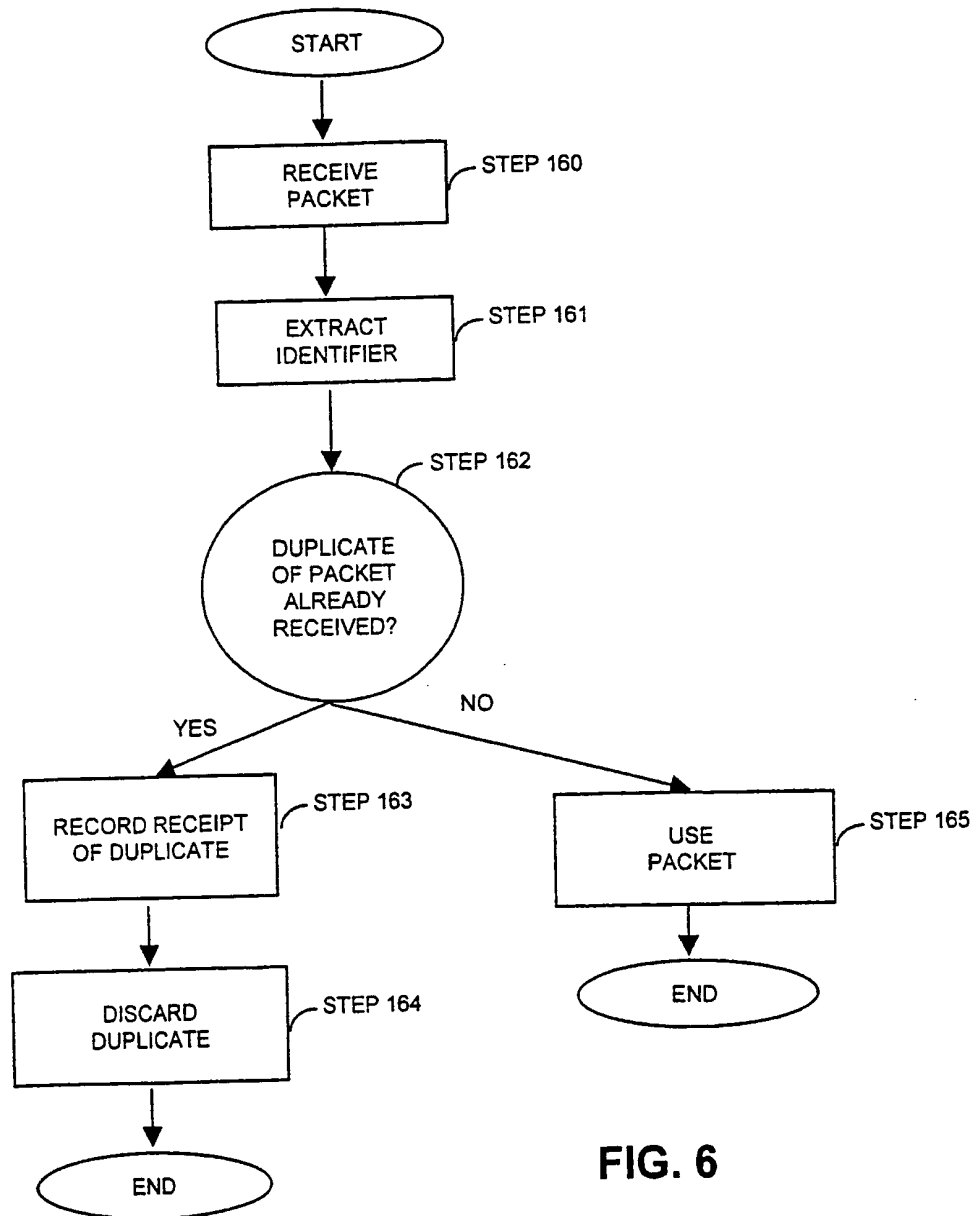 START
RECEIVE
PACKET
STEP 160
EXTRACT
IDENTIFIER
STEP 161
STEP 162
DUPLICATE
OF PACKET
ALREADY
RECEIVED?
YES
NO
RECORD RECEIPT
OF DUPLICATE
STEP 163
USE
PACKET
STEP 165
DISCARD
DUPLICATE
STEP 164
END
END
FIG. 6